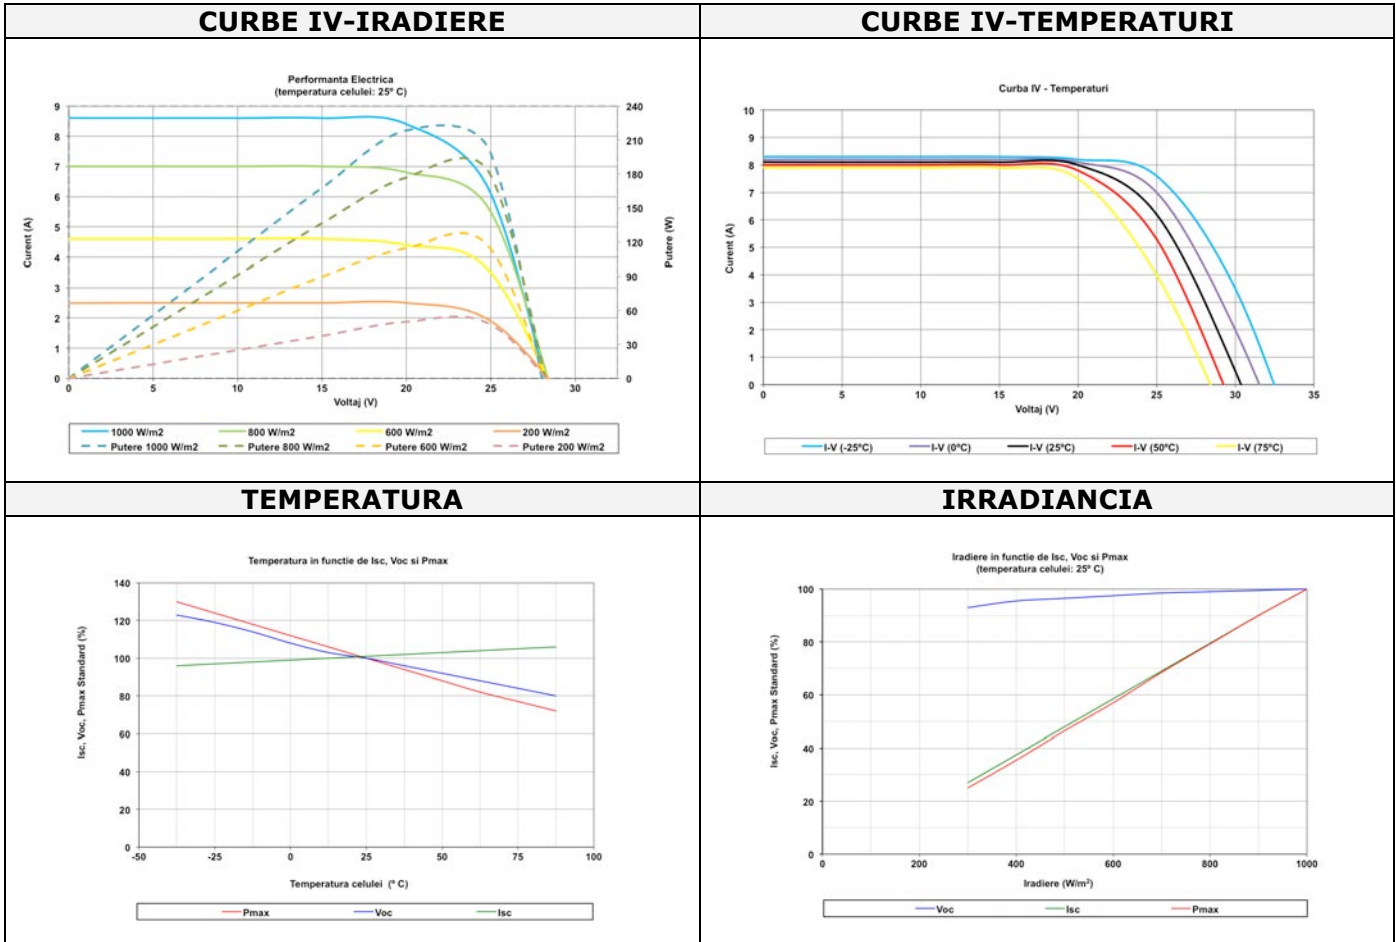 CURBE IV-IRADIERE
Performanta Electrica
(temperatura celulei: 25º C)
Curent (A)
9
8
7
6
5
4
3
2
1
0
240
210
180
150
120
90
60
30
0
Putere (W)
0 5 10 15 20 25 30
Voltaj (V)
1000 W/m2 800 W/m2 600 W/m2 200 W/m2
Putere 1000 W/m2 Putere 800 W/m2 Putere 600 W/m2 Putere 200 W/m2
CURBE IV-TEMPERATURI
Curba IV - Temperaturi
Curent (A)
10
9
8
7
6
5
4
3
2
1
0
0 5 10 15 20 25 30 35
Voltaj (V)
I-V (-25ºC) I-V (0ºC) I-V (25ºC) I-V (50ºC) I-V (75ºC)
TEMPERATURA
Temperatura in functie de Isc, Voc si Pmax
Isc, Voc, Pmax Standard (%)
140
120
100
80
60
40
20
0
-50 -25 0 25 50 75 100
Temperatura celulei (º C)
Pmax Voc Isc
IRRADIANCIA
Iradiere in functie de Isc, Voc si Pmax
(temperatura celulei: 25º C)
Isc, Voc, Pmax Standard (%)
100
80
60
40
20
0
0 200 400 600 800 1000
Iradiere (W/m²)
Voc Isc Pmax